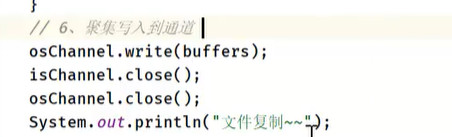 }
// 6、聚集写入到通道
osChannel.write(buffers);
isChannel.close();
osChannel.close();
System.out.println("文件复制~~");